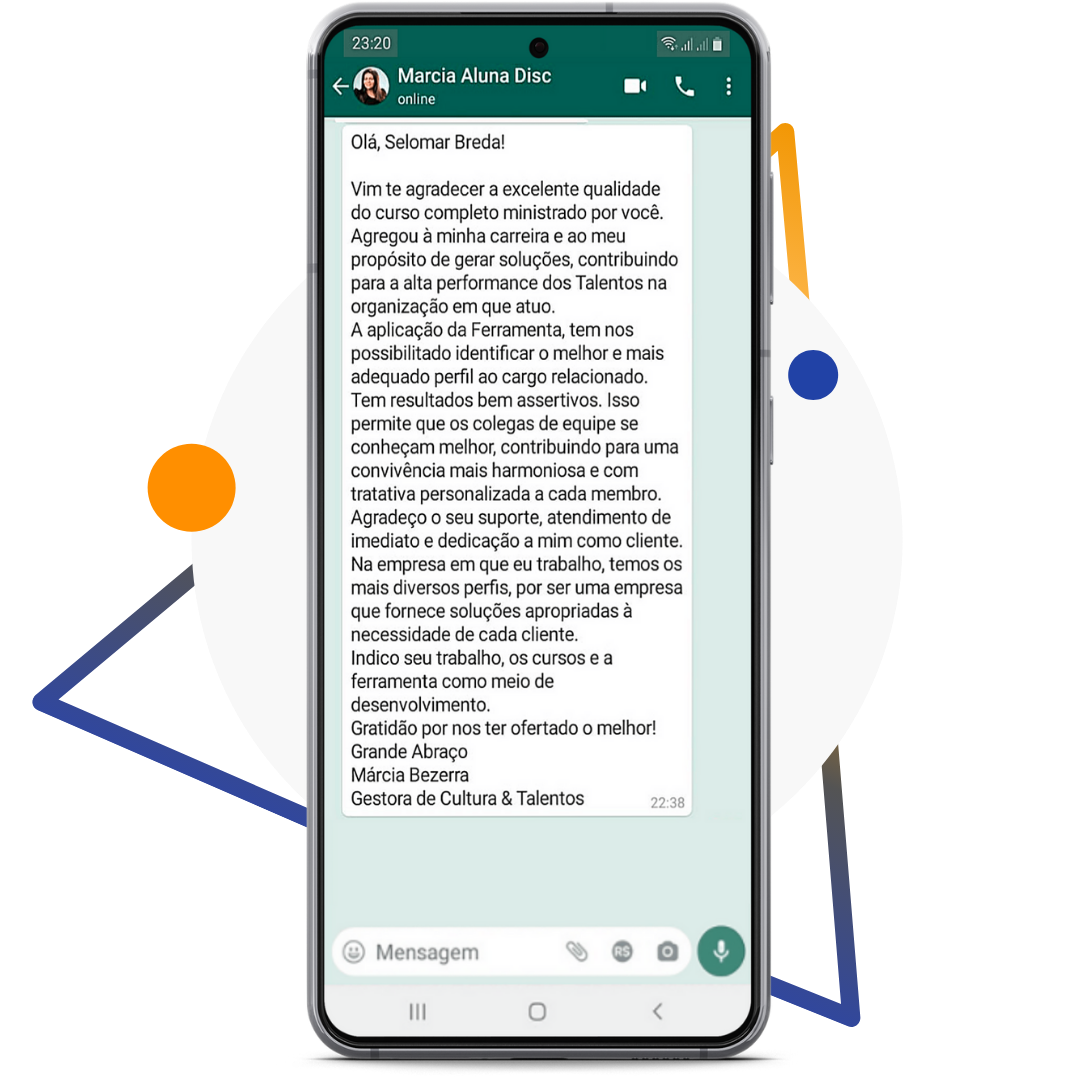 23:20
Marcia Aluna Disc
online
Olá, Selomar Breda!
Vim te agradecer a excelente qualidade
do curso completo ministrado por você.
Agregou à minha carreira e ao meu
propósito de gerar soluções, contribuindo
para a alta performance dos Talentos na
organização em que atuo.
A aplicação da Ferramenta, tem nos
possibilitado identificar o melhor e mais
adequado perfil ao cargo relacionado.
Tem resultados bem assertivos. Isso
permite que os colegas de equipe se
conheçam melhor, contribuindo para uma
convivência mais harmoniosa e com
tratativa personalizada a cada membro.
Agradeço o seu suporte, atendimento de
imediato e dedicação a mim como cliente.
Na empresa em que eu trabalho, temos os
mais diversos perfis, por ser uma empresa
que fornece soluções apropriadas à
necessidade de cada cliente.
Indico seu trabalho, os cursos e a
ferramenta como meio de
desenvolvimento.
Gratidão por nos ter ofertado o melhor!
Grande Abraço
Márcia Bezerra
Gestora de Cultura & Talentos
22:38
Mensagem
R$